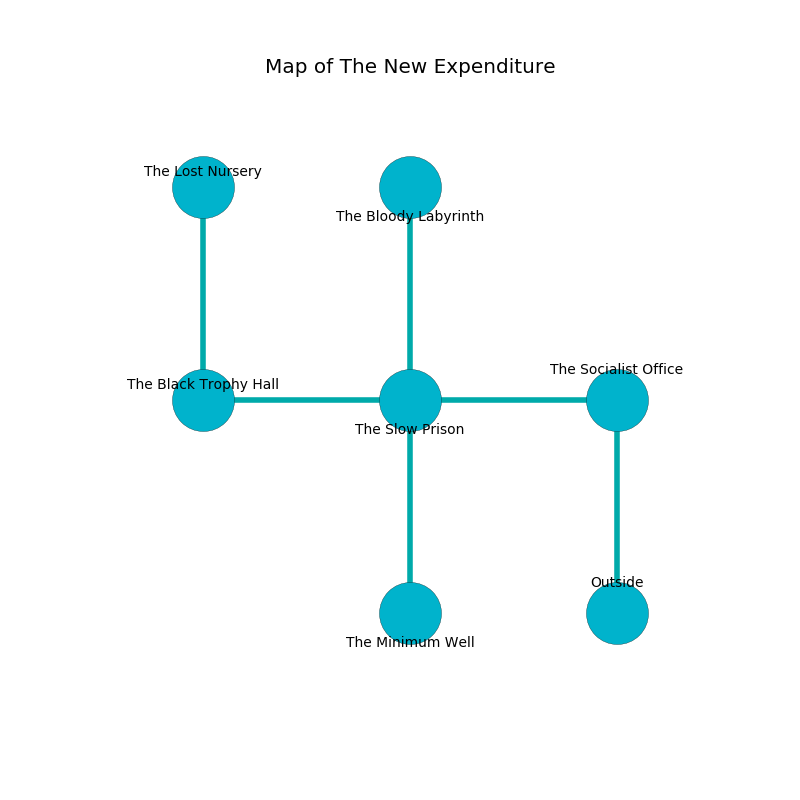 Map of The New Expenditure
The Lost Nursery
The Bloody Labyrinth
The Socialist Office
The Black Trophy Hall
The Slow Prison
Outside
The Minimum Well